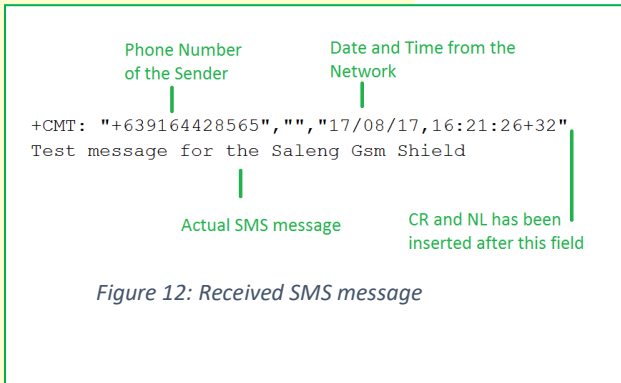 Phone Number
of the Sender
Date and Time from the
Network
+CMT: "+639164428565","","17/08/17,16:21:26+32"
Test message for the Saleng Gsm Shield
Actual SMS message
CR and NL has been
inserted after this field
Figure 12: Received SMS message